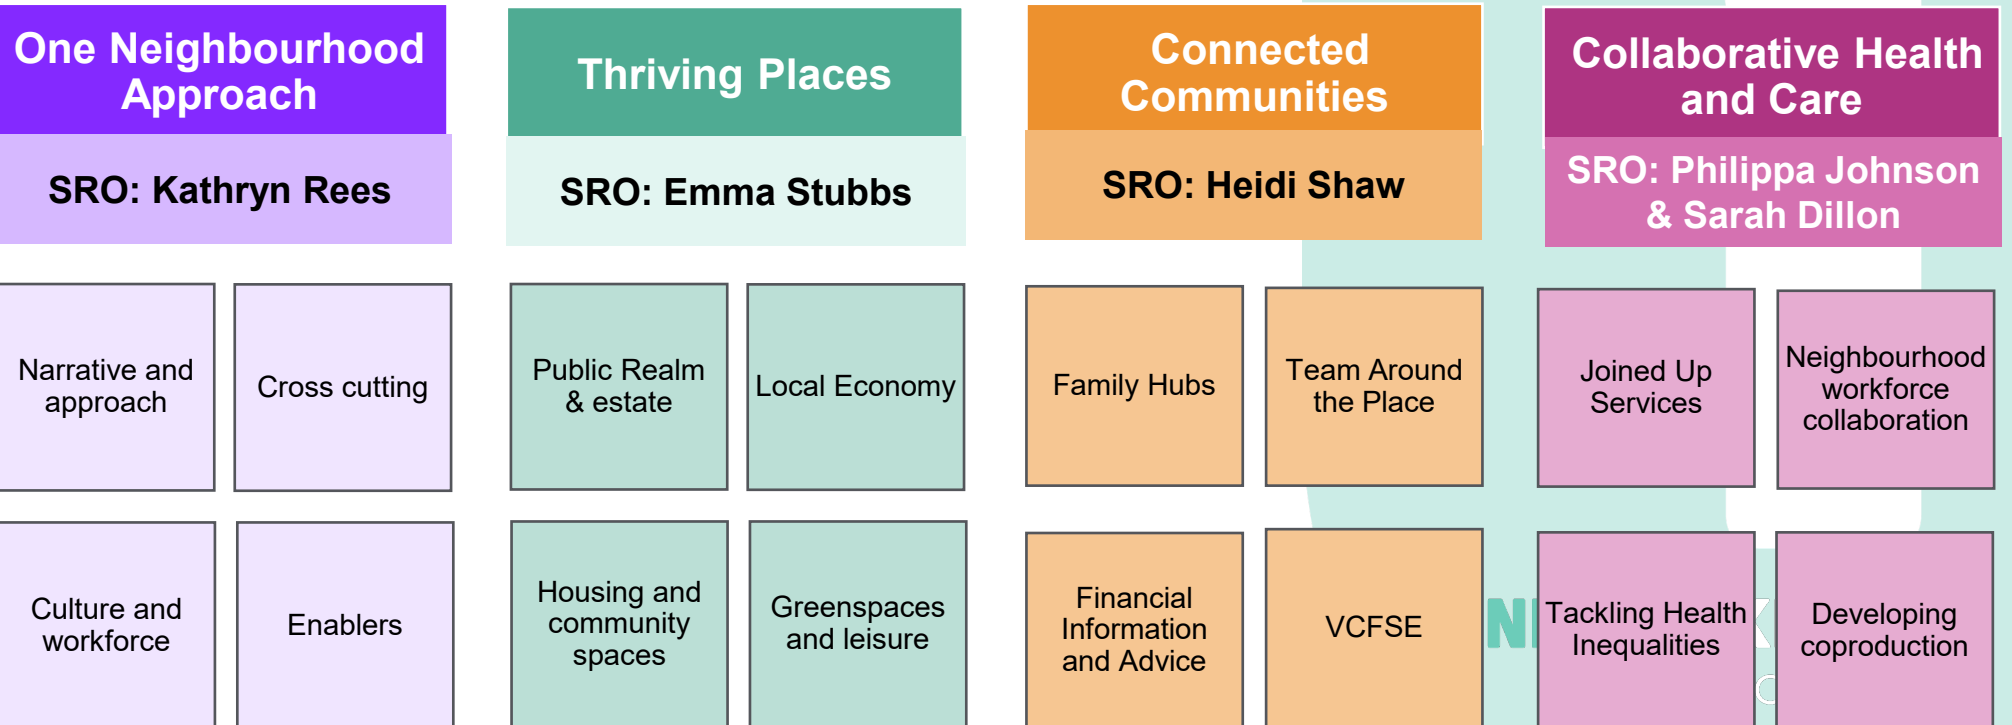 One Neighbourhood
Approach
SRO: Kathryn Rees
Narrative and
approach
Cross cutting
Culture and
workforce
Enablers
Thriving Places
SRO: Emma Stubbs
Public Realm
& estate
Local Economy
Housing and
community
spaces
Greenspaces
and leisure
Connected
Communities
SRO: Heidi Shaw
Family Hubs
Team Around
the Place
Financial
Information
and Advice
VCFSE
Collaborative Health
and Care
SRO: Philippa Johnson
& Sarah Dillon
Joined Up
Services
Neighbourhood
workforce
collaboration
Tackling Health
Inequalities
Developing
coproduction